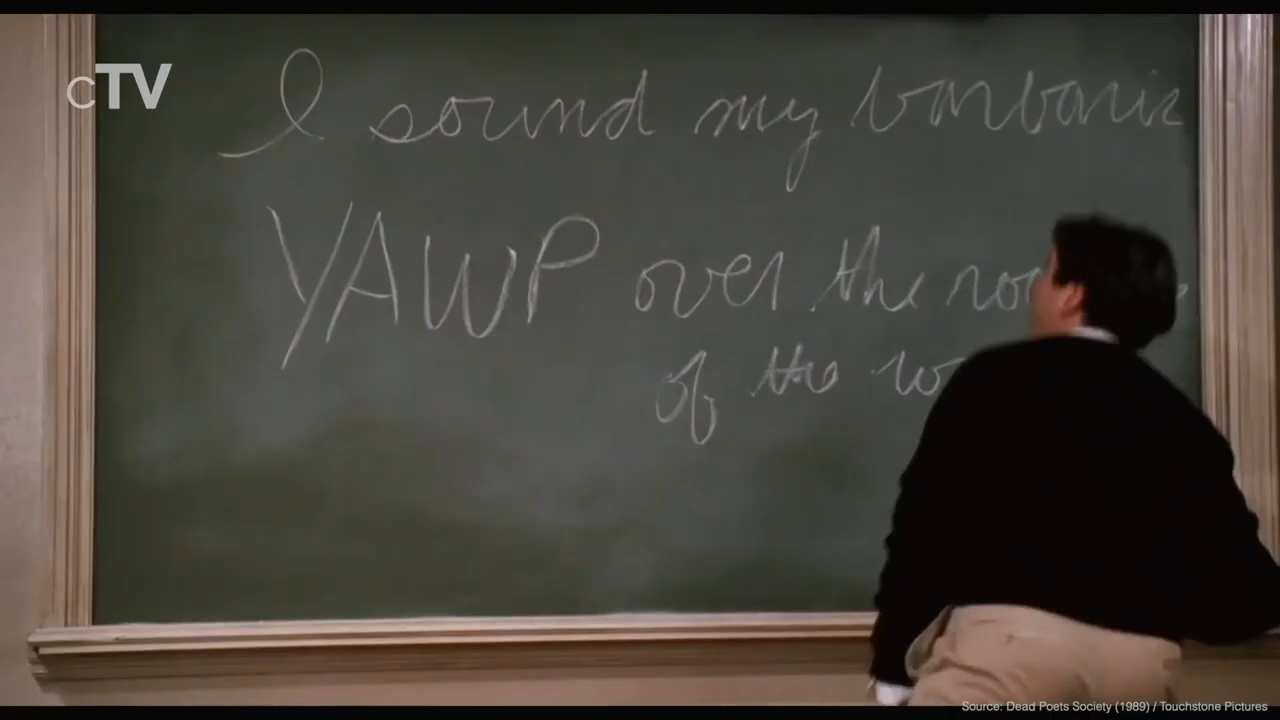 cTV
I sound my barbaric
YAWP over the
of the
Source: Dead Poets Society (1989) / Touchstone Pictures